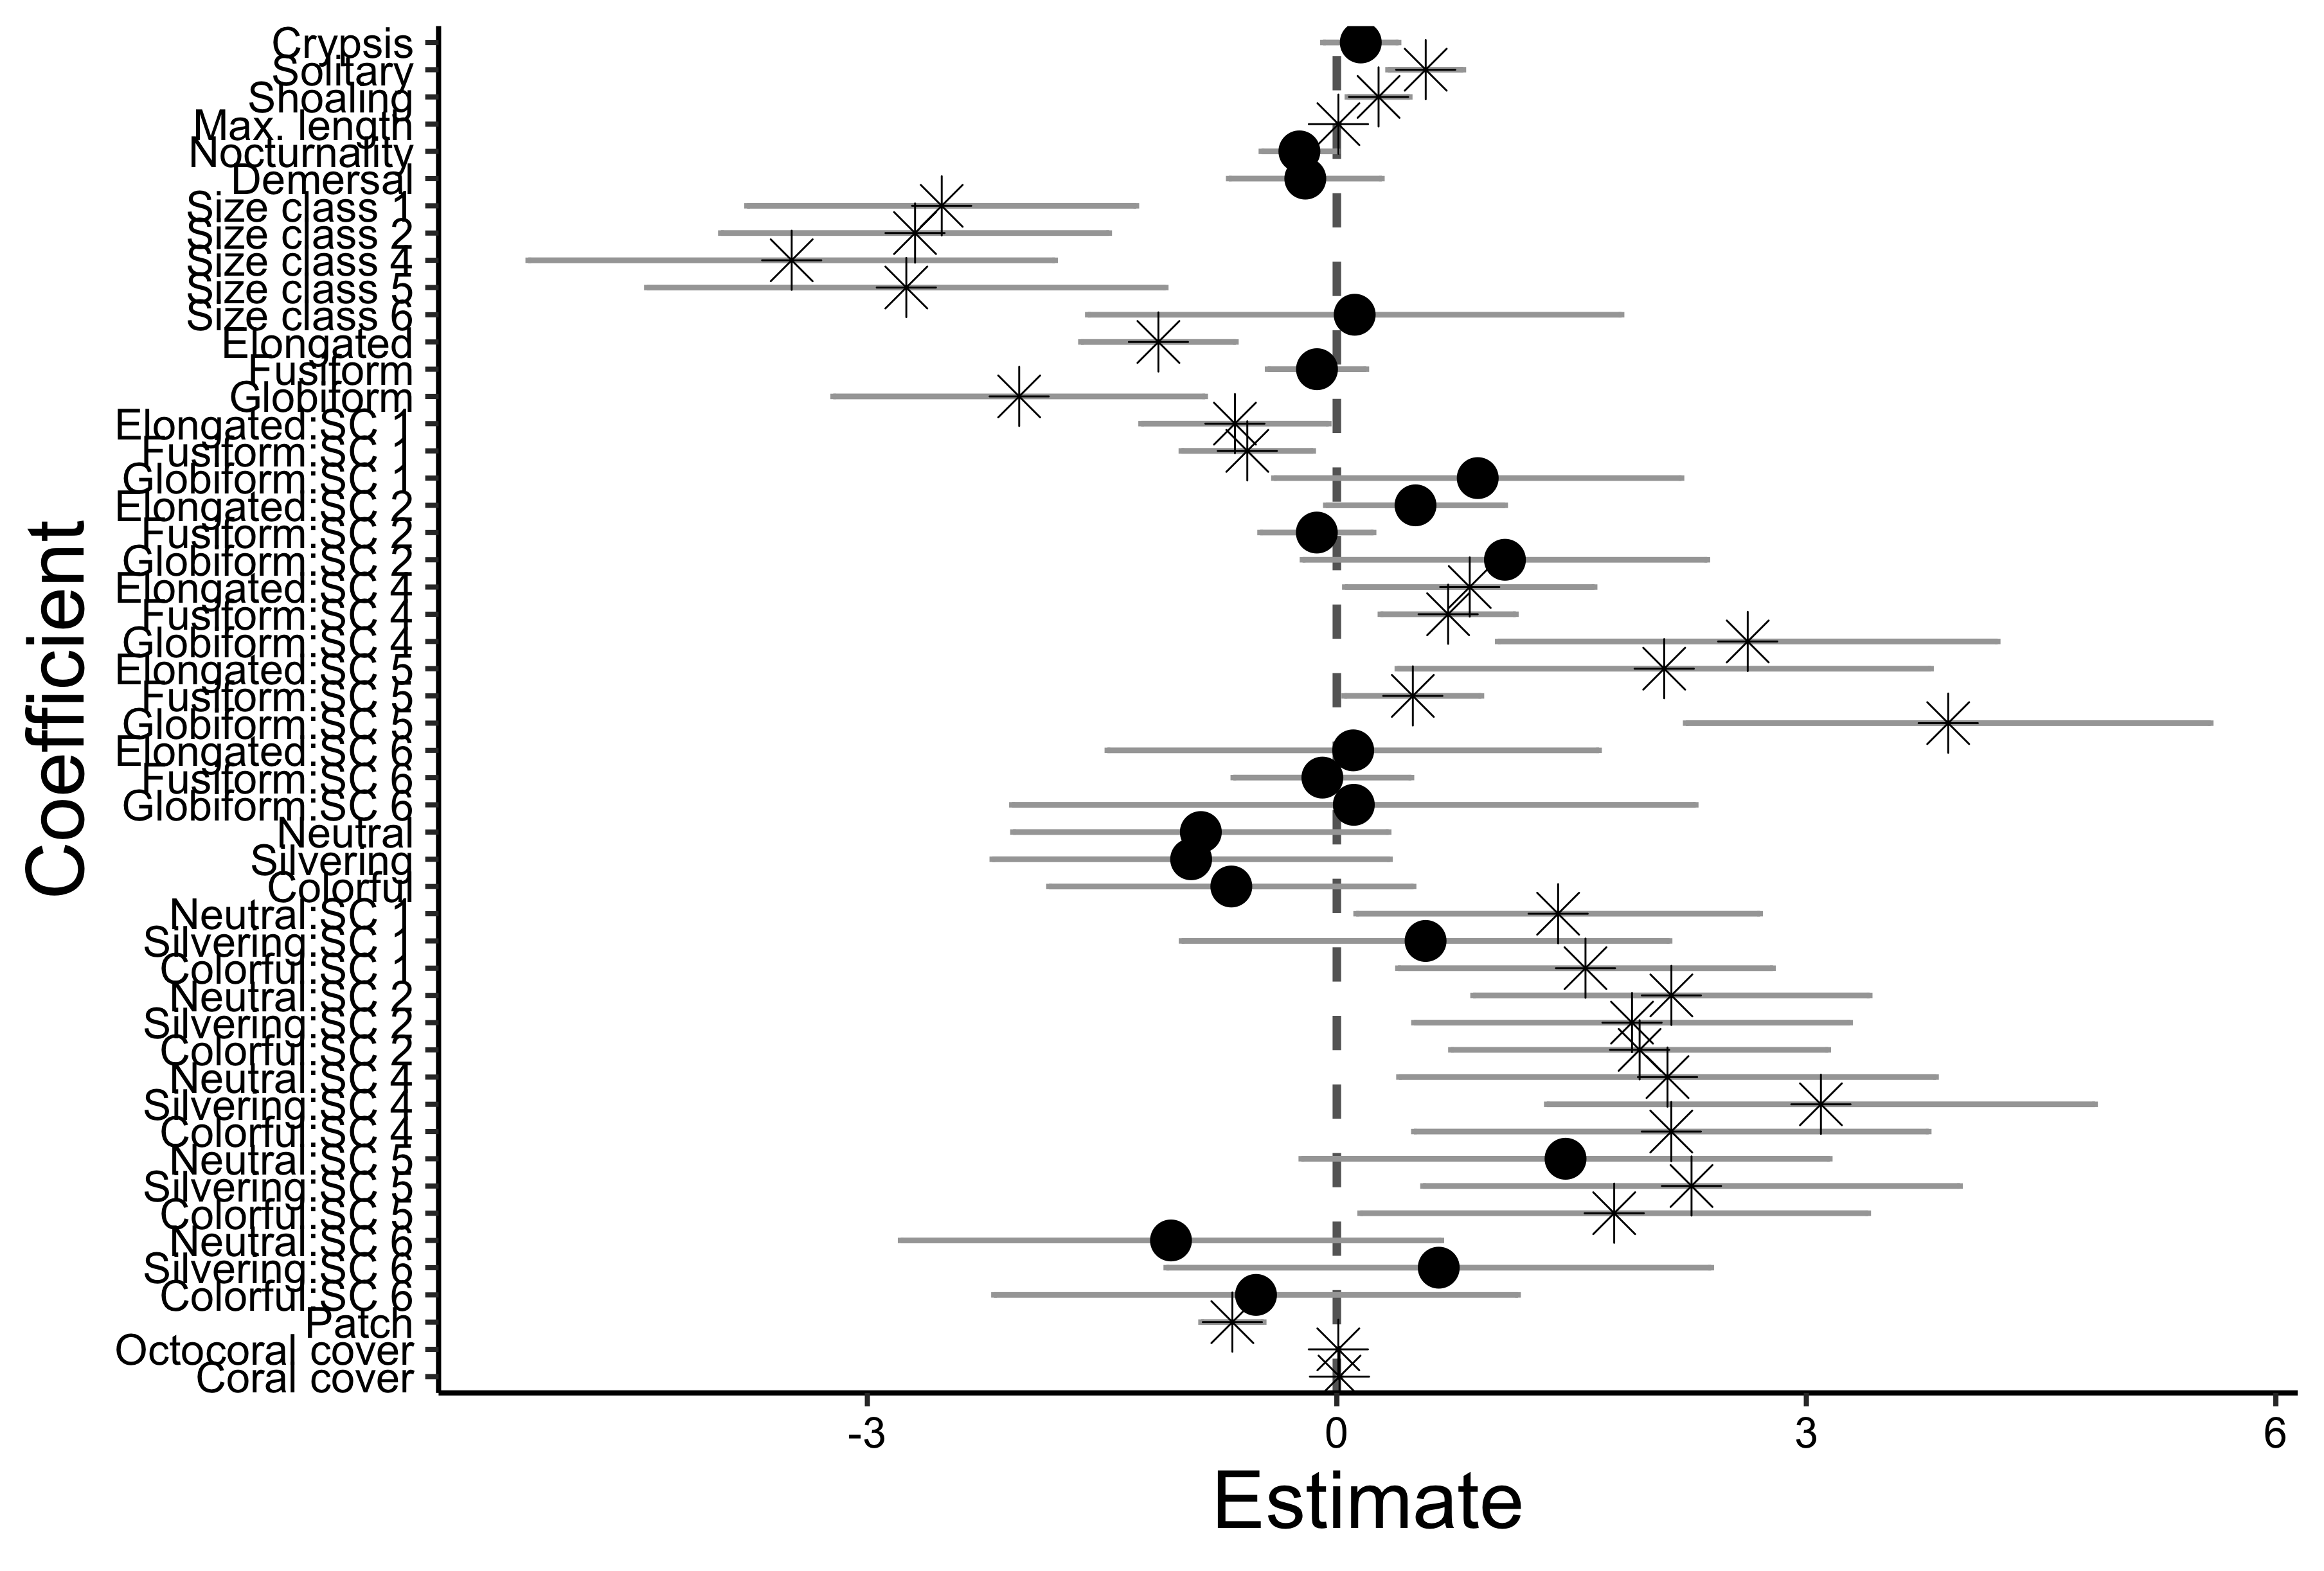 Coefficient
Crypsis
Solitary
Shoaling
Max. length
Nocturnality
Demersal
Size class 1
Size class 2
Size class 4
Size class 5
Size class 6
Elongated
Fusiform
Globiform
Elongated:SC 1
Fusiform:SC 1
Globiform:SC 1
Elongated:SC 2
Fusiform:SC 2
Globiform:SC 2
Elongated:SC 4
Fusiform:SC 4
Globiform:SC 4
Elongated:SC 5
Fusiform:SC 5
Globiform:SC 5
Elongated:SC 6
Fusiform:SC 6
Globiform:SC 6
Neutral
Silvering
Colorful
Neutral:SC 1
Silvering:SC 1
Colorful:SC 1
Neutral:SC 2
Silvering:SC 2
Colorful:SC 2
Neutral:SC 4
Silvering:SC 4
Colorful:SC 4
Neutral:SC 5
Silvering:SC 5
Colorful:SC 5
Neutral:SC 6
Silvering:SC 6
Colorful:SC 6
Patch
Octocoral cover
Coral cover
-3 0 3 6
Estimate